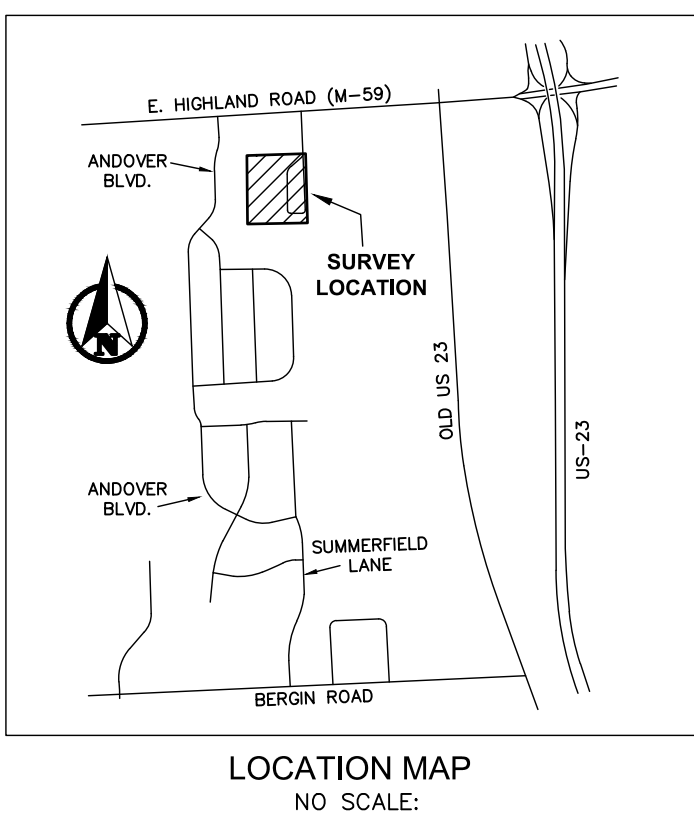 E. HIGHLAND ROAD (M-59)
ANDOVER
BLVD.
SURVEY
LOCATION
N
OLD US 23
US-23
ANDOVER
BLVD.
SUMMERFIELD
LANE
BERGIN ROAD
LOCATION MAP
NO SCALE: